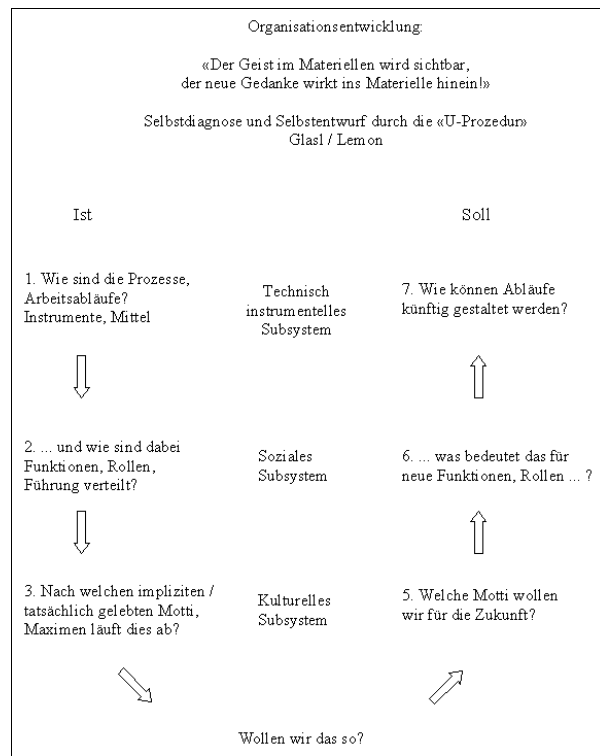 Organisationsentwicklung:
«Der Geist im Materiellen wird sichtbar,
der neue Gedanke wirkt ins Materielle hinein!»
Selbstdiagnose und Selbstentwurf durch die «U-Prozedur»
Glasl / Lemon
Ist
Soll
1. Wie sind die Prozesse,
Arbeitsabläufe?
Instrumente, Mittel
Technisch
instrumentelles
Subsystem
7. Wie können Abläufe
künftig gestaltet werden?
2. ... und wie sind dabei
Funktionen, Rollen,
Führung verteilt?
Soziales
Subsystem
6. ... was bedeutet das für
neue Funktionen, Rollen ... ?
3. Nach welchen impliziten /
tatsächlich gelebten Motti,
Maximen läuft dies ab?
Kulturelles
Subsystem
5. Welche Motti wollen
wir für die Zukunft?
Wollen wir das so?